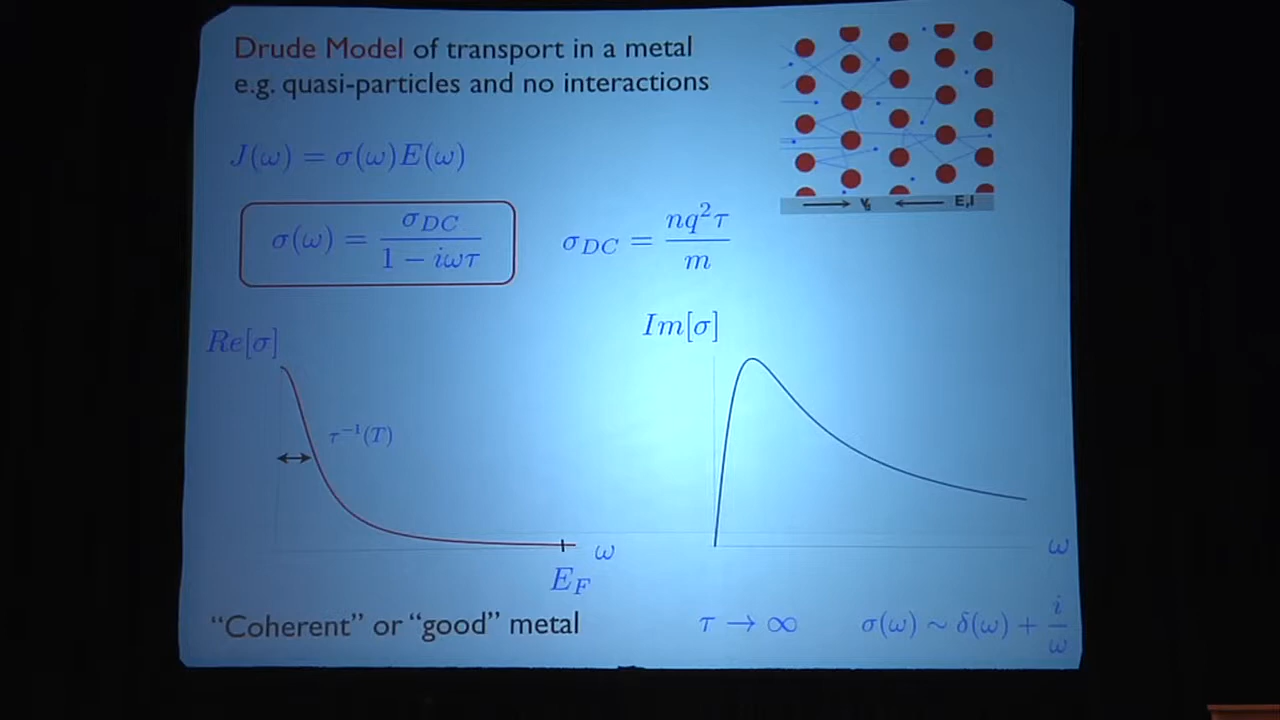 Drude Model of transport in a metal
e.g. quasi-particles and no interactions
J(ω) = σ(ω)E(ω)
σ(ω) = σ_DC / (1 − iωτ)
σ_DC = nq²τ / m
E,I
Re[σ]
τ⁻¹(T)
ω
E_F
Im[σ]
ω
"Coherent" or "good" metal
τ → ∞
σ(ω) ~ δ(ω) + i/ω